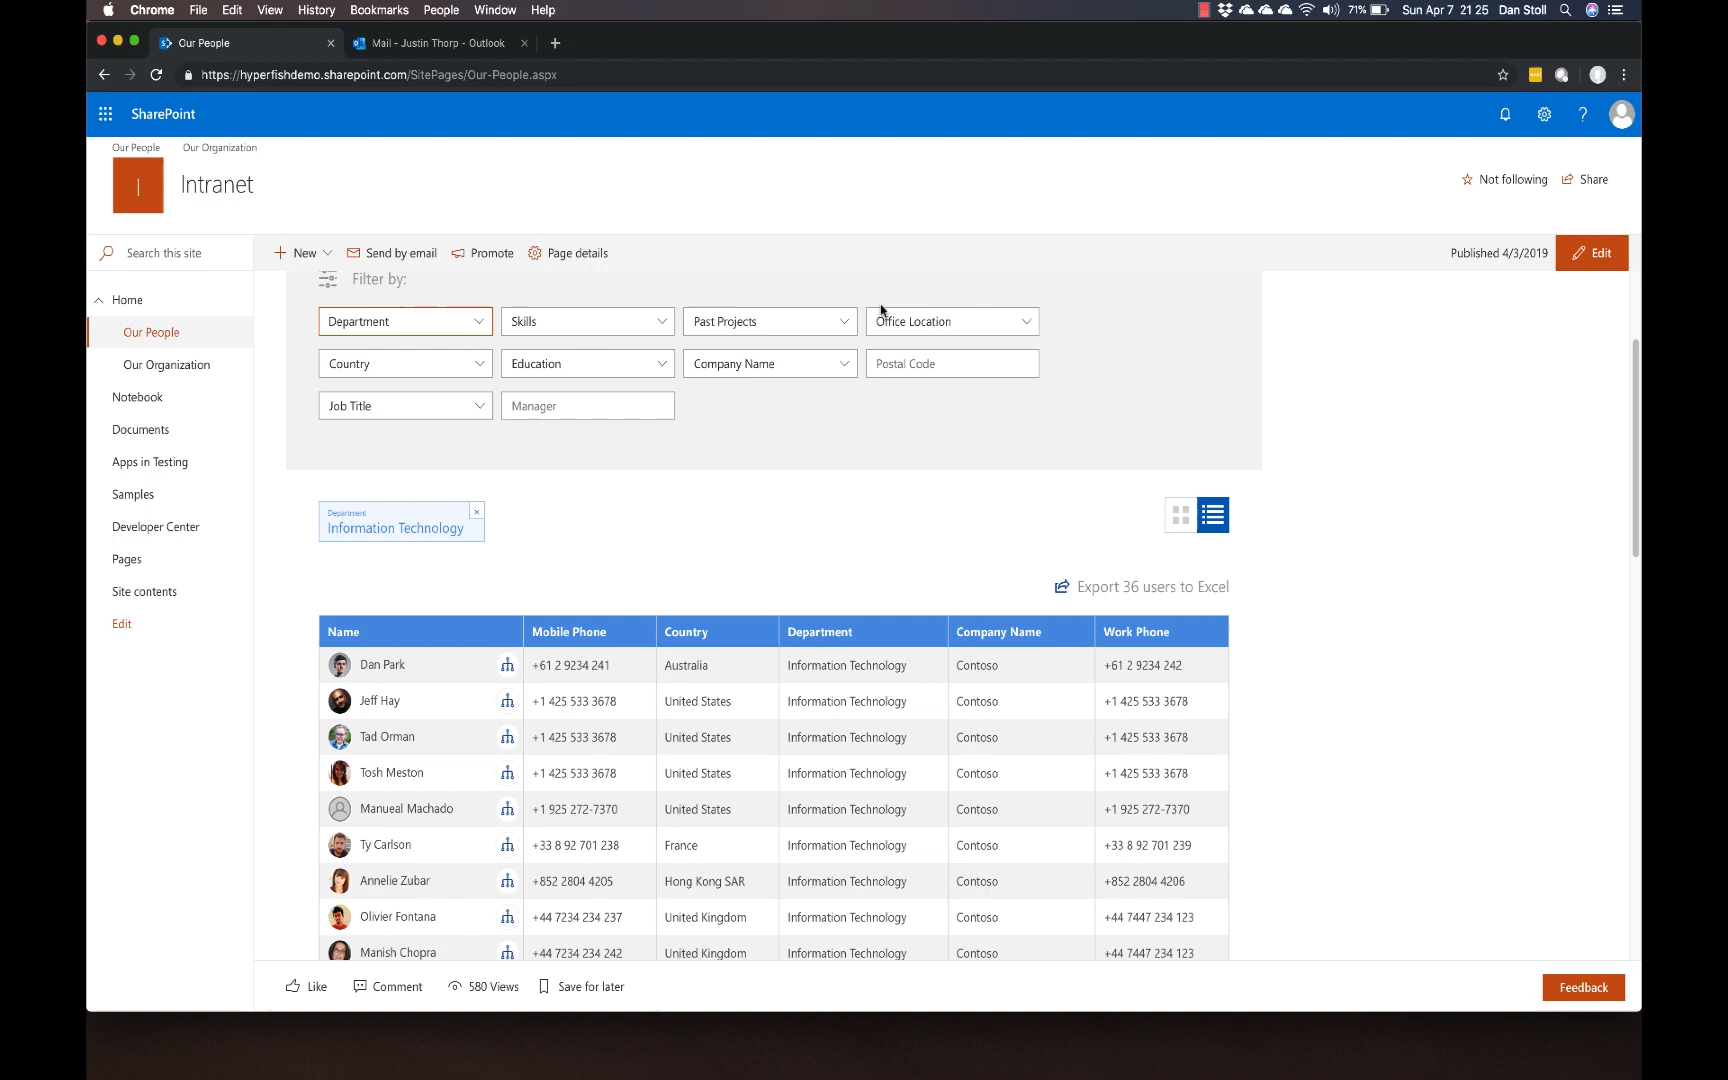 Chrome File Edit View History Bookmarks People Window Help 71% Sun Apr 7 21 25 Dan Stoll
Our People Mail - Justin Thorp - Outlook
https://hyperfishdemo.sharepoint.com/SitePages/Our-People.aspx
SharePoint
Our People Our Organization
Intranet
Not following Share
Search this site New Send by email Promote Page details Published 4/3/2019 Edit
Filter by:
Home
Our People
Our Organization
Notebook
Documents
Apps in Testing
Samples
Developer Center
Pages
Site contents
Edit
Department Skills Past Projects Office Location
Country Education Company Name Postal Code
Job Title Manager
Department
Information Technology
Export 36 users to Excel
Name Mobile Phone Country Department Company Name Work Phone
Dan Park +61 2 9234 241 Australia Information Technology Contoso +61 2 9234 242
Jeff Hay +1 425 533 3678 United States Information Technology Contoso +1 425 533 3678
Tad Orman +1 425 533 3678 United States Information Technology Contoso +1 425 533 3678
Tosh Meston +1 425 533 3678 United States Information Technology Contoso +1 425 533 3678
Manueal Machado +1 925 272-7370 United States Information Technology Contoso +1 925 272-7370
Ty Carlson +33 8 92 701 238 France Information Technology Contoso +33 8 92 701 239
Annelie Zubar +852 2804 4205 Hong Kong SAR Information Technology Contoso +852 2804 4206
Olivier Fontana +44 7234 234 237 United Kingdom Information Technology Contoso +44 7447 234 123
Manish Chopra +44 7234 234 242 United Kingdom Information Technology Contoso +44 7447 234 123
Like Comment 580 Views Save for later Feedback